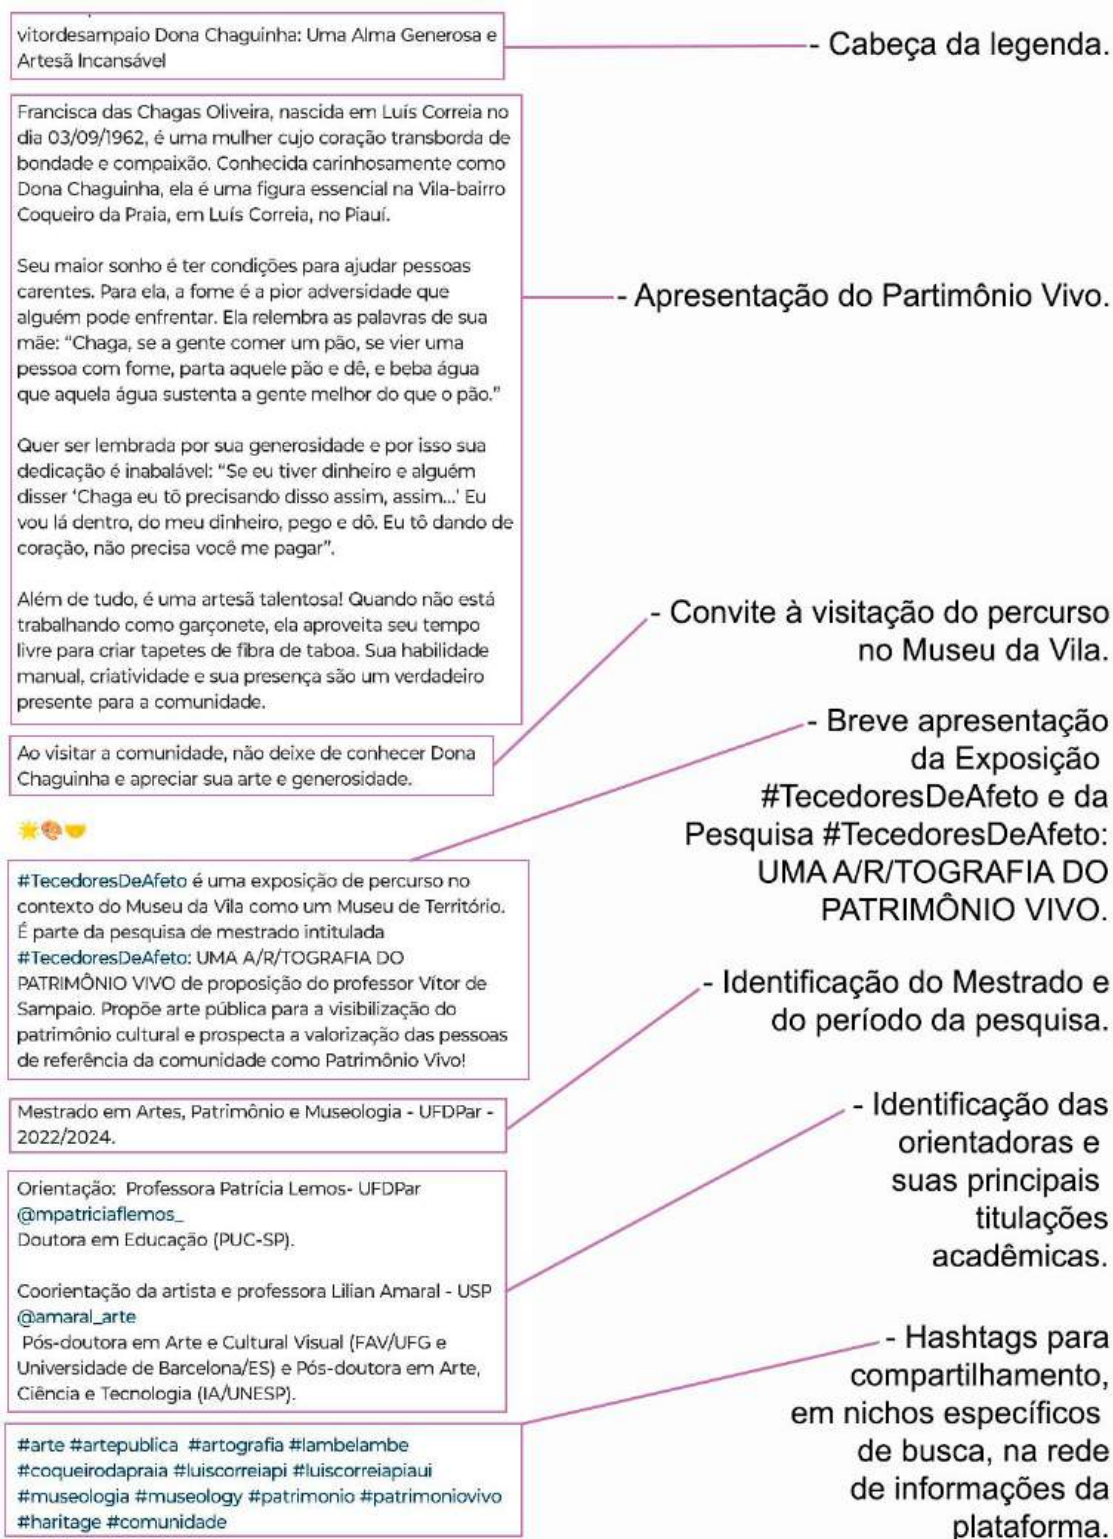 vitordesampaio Dona Chaguinha: Uma Alma Generosa e
Artesã Incansável
- Cabeça da legenda.
Francisca das Chagas Oliveira, nascida em Luís Correia no
dia 03/09/1962, é uma mulher cujo coração transborda de
bondade e compaixão. Conhecida carinhosamente como
Dona Chaguinha, ela é uma figura essencial na Vila-bairro
Coqueiro da Praia, em Luís Correia, no Piauí.
Seu maior sonho é ter condições para ajudar pessoas
carentes. Para ela, a fome é a pior adversidade que
alguém pode enfrentar. Ela relembra as palavras de sua
mãe: “Chaga, se a gente comer um pão, se vier uma
pessoa com fome, parta aquele pão e dê, e beba água
que aquela água sustenta a gente melhor do que o pão.”
Quer ser lembrada por sua generosidade e por isso sua
dedicação é inabalável: “Se eu tiver dinheiro e alguém
disser ‘Chaga eu tô precisando disso assim, assim...’ Eu
vou lá dentro, do meu dinheiro, pego e dô. Eu tô dando de
coração, não precisa você me pagar”.
Além de tudo, é uma artesã talentosa! Quando não está
trabalhando como garçonete, ela aproveita seu tempo
livre para criar tapetes de fibra de taboa. Sua habilidade
manual, criatividade e sua presença são um verdadeiro
presente para a comunidade.
- Apresentação do Partimônio Vivo.
Ao visitar a comunidade, não deixe de conhecer Dona
Chaguinha e apreciar sua arte e generosidade.
- Convite à visitação do percurso
no Museu da Vila.
#TecedoresDeAfeto é uma exposição de percurso no
contexto do Museu da Vila como um Museu de Território.
É parte da pesquisa de mestrado intitulada
#TecedoresDeAfeto: UMA A/R/TOGRAFIA DO
PATRIMÔNIO VIVO de proposição do professor Vítor de
Sampaio. Propõe arte pública para a visibilização do
patrimônio cultural e prospecta a valorização das pessoas
de referência da comunidade como Patrimônio Vivo!
- Breve apresentação
da Exposição
#TecedoresDeAfeto e da
Pesquisa #TecedoresDeAfeto:
UMA A/R/TOGRAFIA DO
PATRIMÔNIO VIVO.
Mestrado em Artes, Patrimônio e Museologia - UFDPar -
2022/2024.
- Identificação do Mestrado e
do período da pesquisa.
Orientação:  Professora Patrícia Lemos- UFDPar
@mpatriciaflemos_
Doutora em Educação (PUC-SP).
Coorientação da artista e professora Lilian Amaral - USP
@amaral_arte
Pós-doutora em Arte e Cultural Visual (FAV/UFG e
Universidade de Barcelona/ES) e Pós-doutora em Arte,
Ciência e Tecnologia (IA/UNESP).
- Identificação das
orientadoras e
suas principais
titulações
acadêmicas.
#arte #artepublica  #artografia #lambelambe
#coqueirodapraia #luiscorreiapi #luiscorreiapiaui
#museologia #museology #patrimonio #patrimoniovivo
#haritage #comunidade
- Hashtags para
compartilhamento,
em nichos específicos
de busca, na rede
de informações da
plataforma.